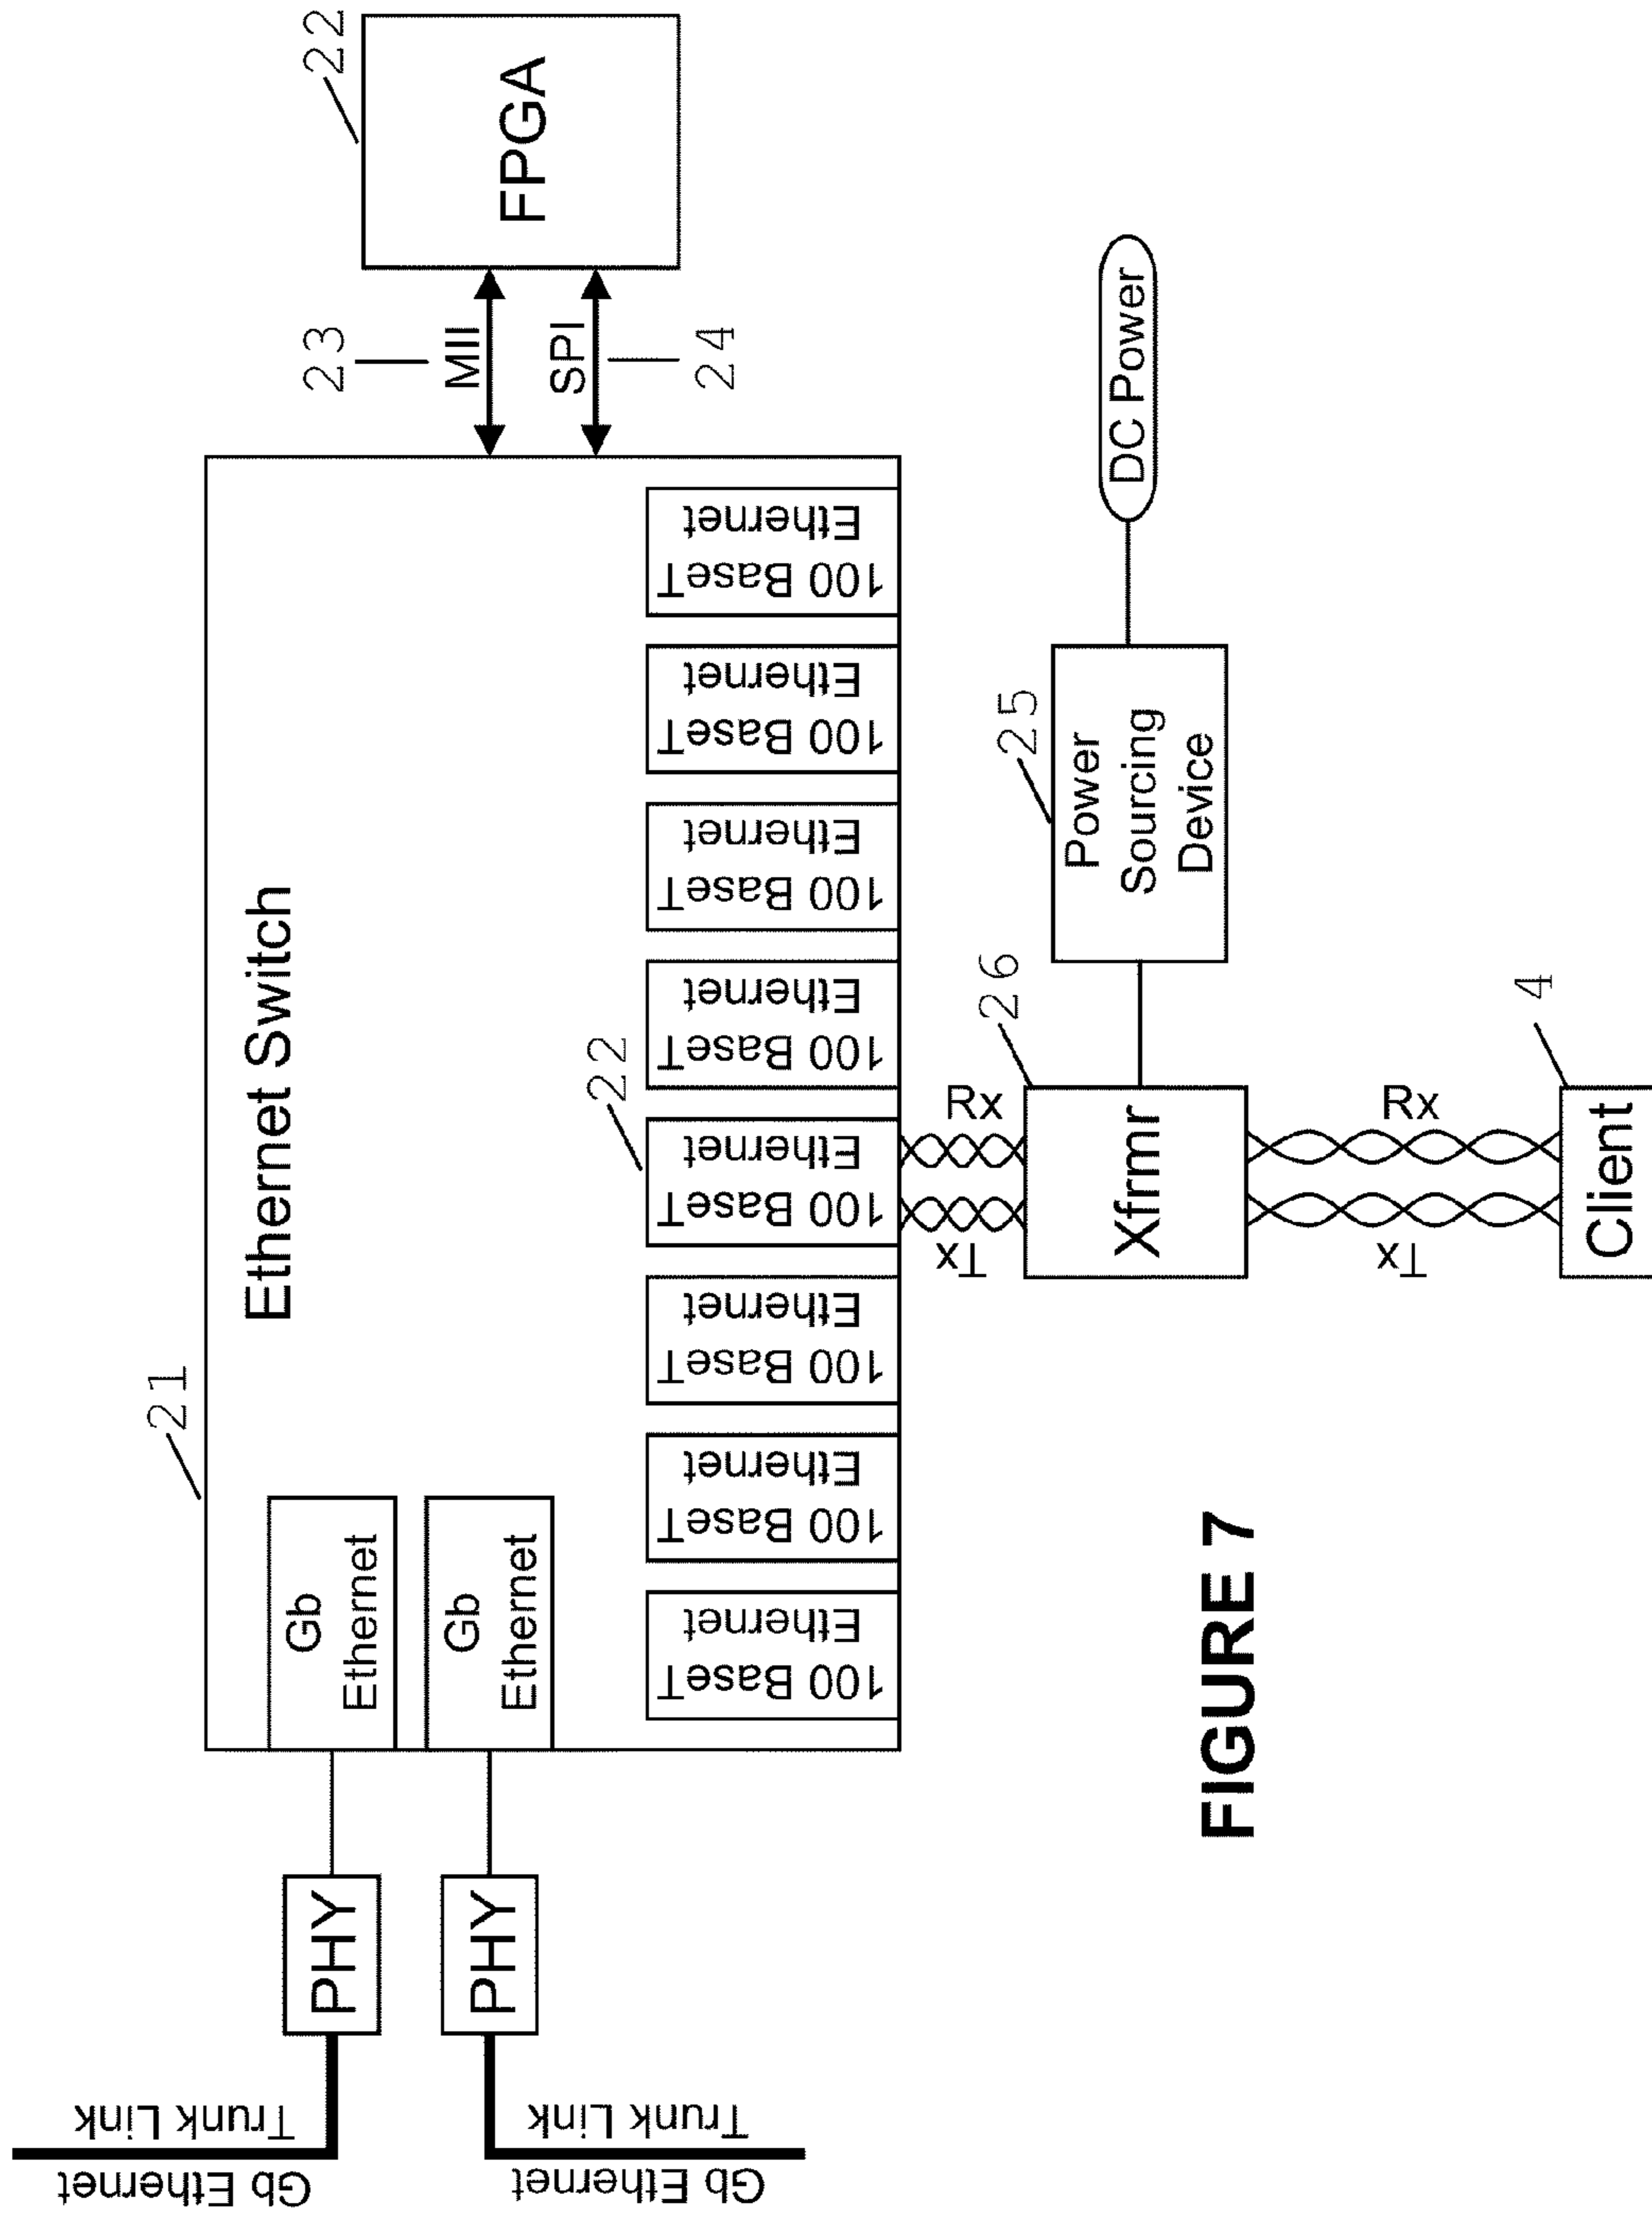 Gb Ethernet
Trunk Link
Gb Ethernet
Trunk Link
PHY
PHY
21
Gb
Ethernet
Gb
Ethernet
Ethernet Switch
100 BaseT
Ethernet
100 BaseT
Ethernet
100 BaseT
Ethernet
22
100 BaseT
Ethernet
100 BaseT
Ethernet
100 BaseT
Ethernet
100 BaseT
Ethernet
100 BaseT
Ethernet
23
MII
SPI
24
22
FPGA
Tx
Rx
26
Xfrmr
25
Power
Sourcing
Device
DC Power
Tx
Rx
4
Client
FIGURE 7